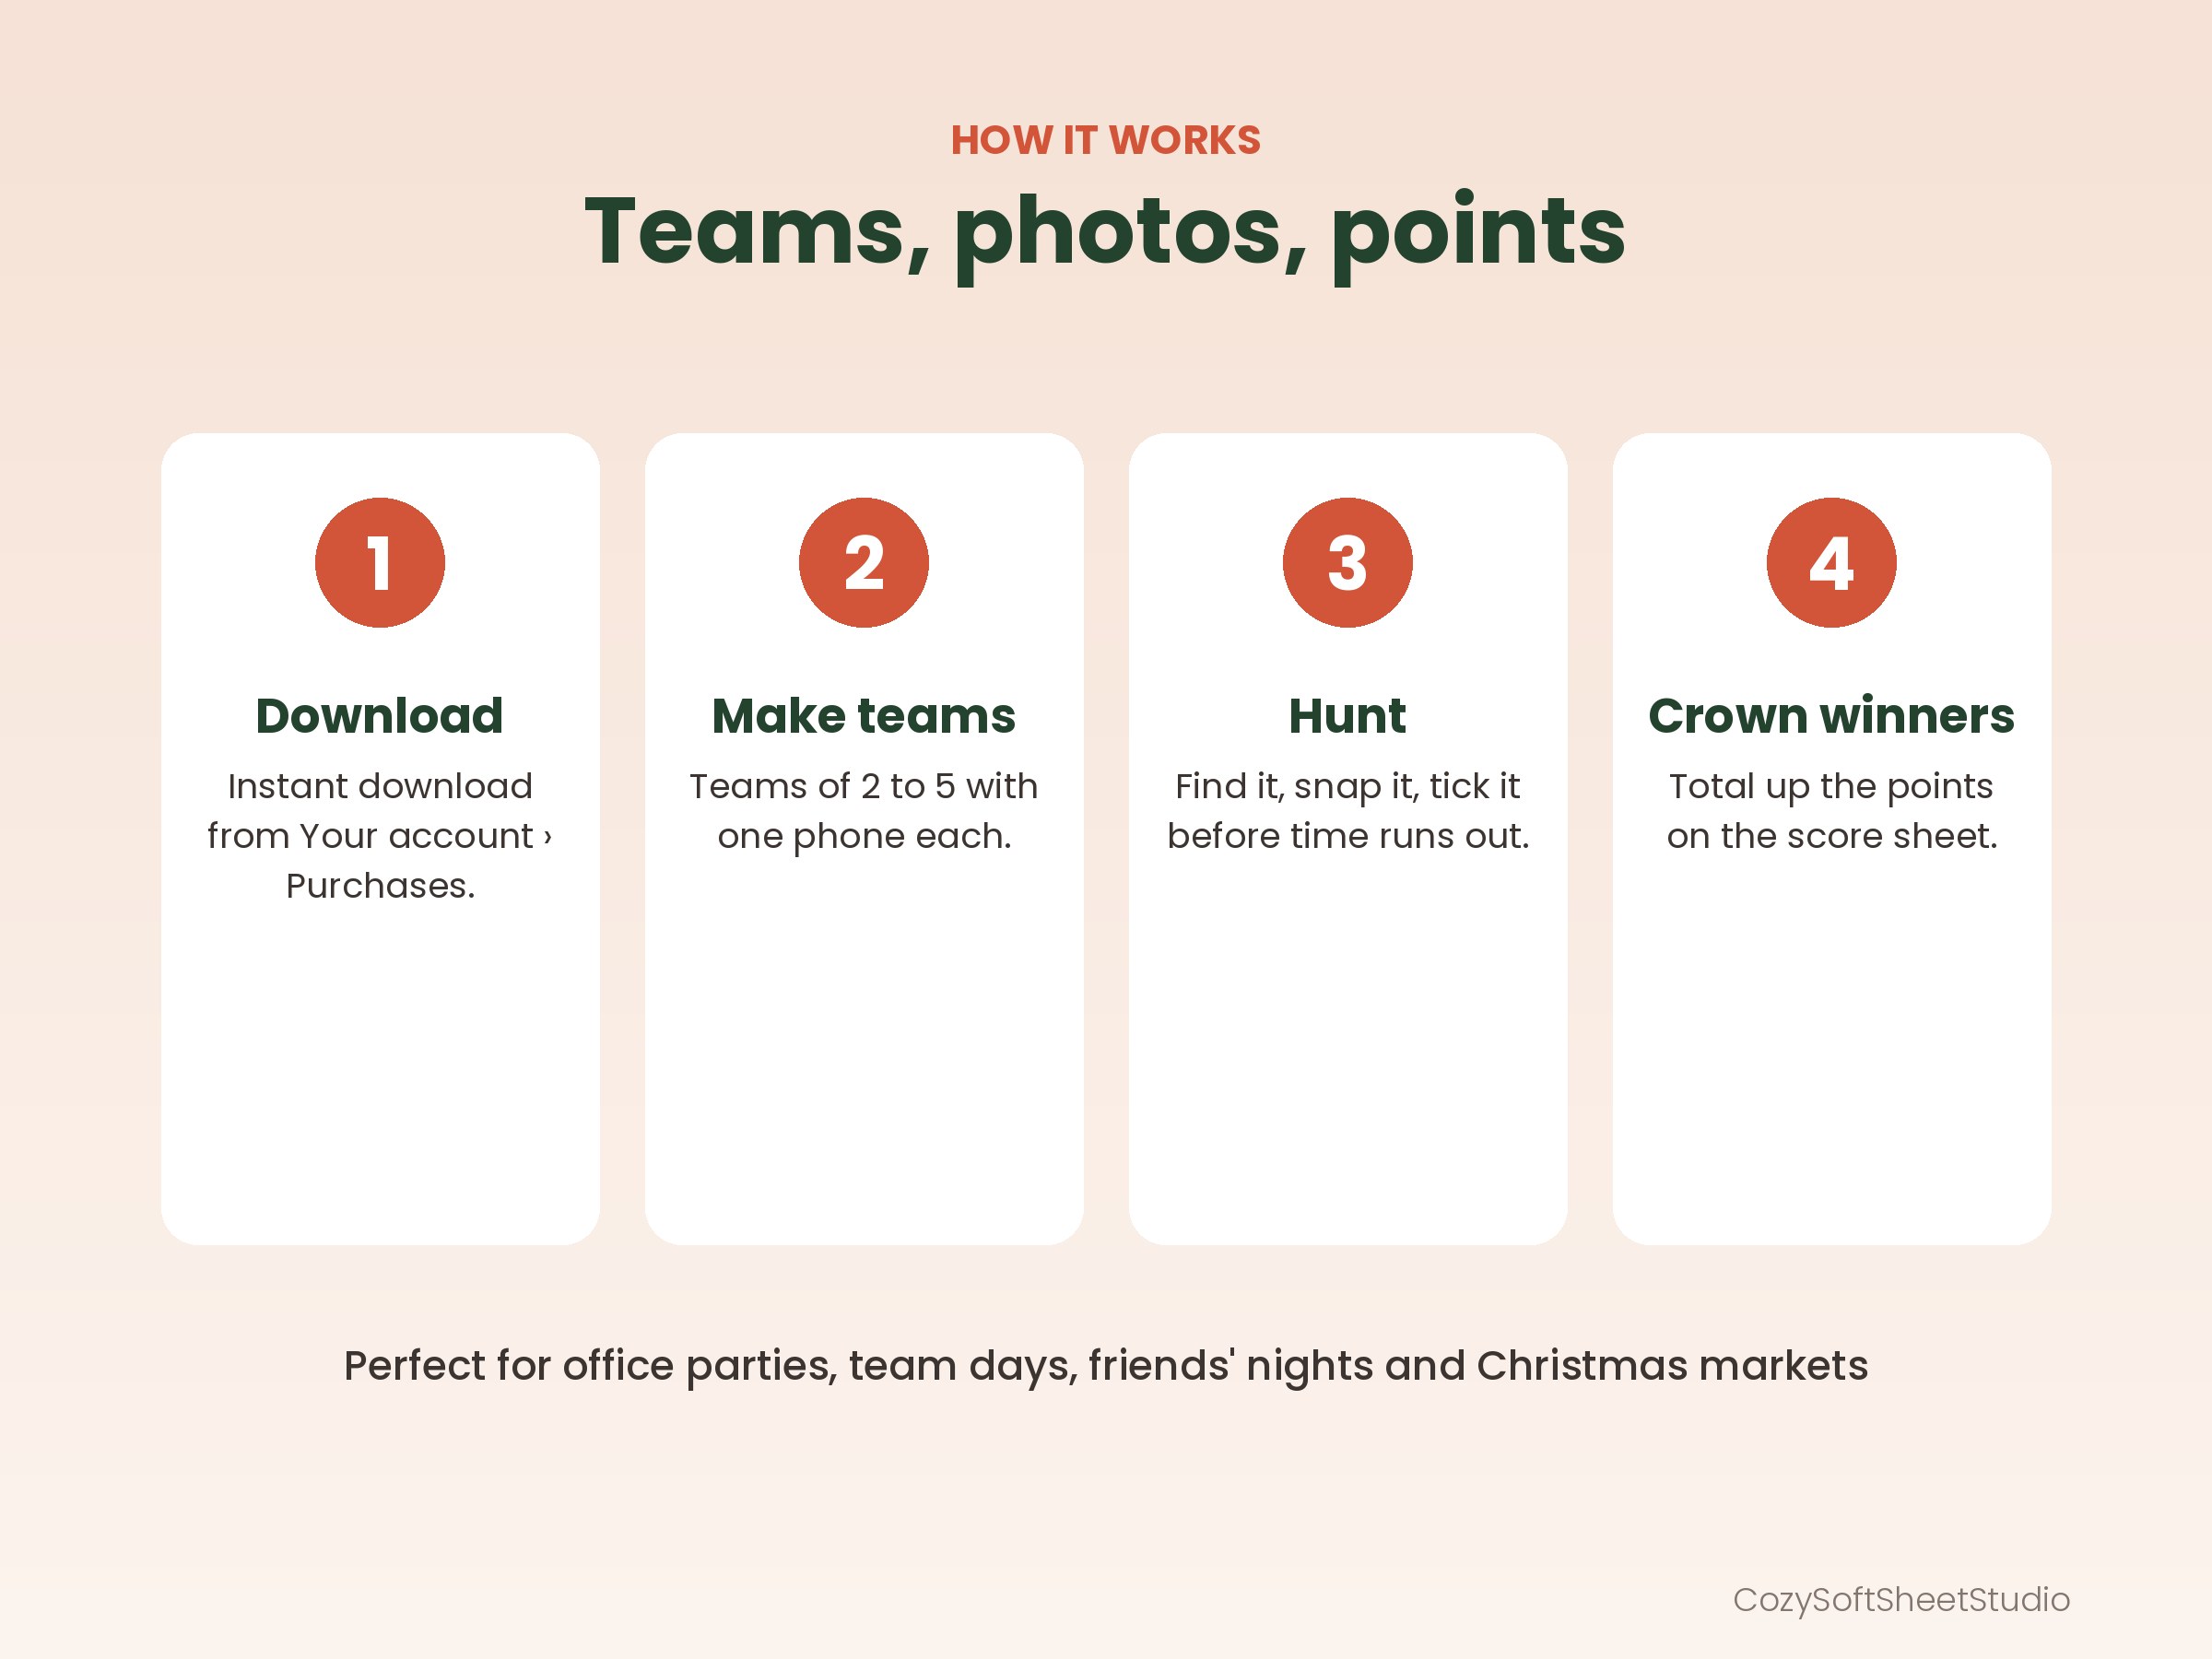 HOW IT WORKS
Teams, photos, points
1
Download
Instant download
from Your account ›
Purchases.
2
Make teams
Teams of 2 to 5 with
one phone each.
3
Hunt
Find it, snap it, tick it
before time runs out.
4
Crown winners
Total up the points
on the score sheet.
Perfect for office parties, team days, friends' nights and Christmas markets
CozySoftSheetStudio